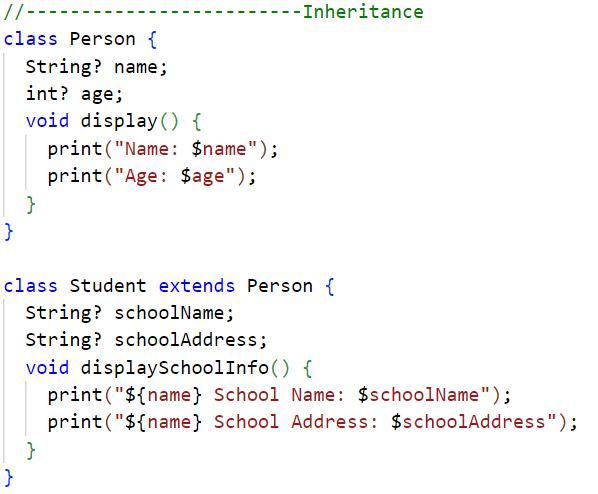 //-------------------------Inheritance
class Person {
  String? name;
  int? age;
  void display() {
    print("Name: $name");
    print("Age: $age");
  }
}

class Student extends Person {
  String? schoolName;
  String? schoolAddress;
  void displaySchoolInfo() {
    print("${name} School Name: $schoolName");
    print("${name} School Address: $schoolAddress");
  }
}